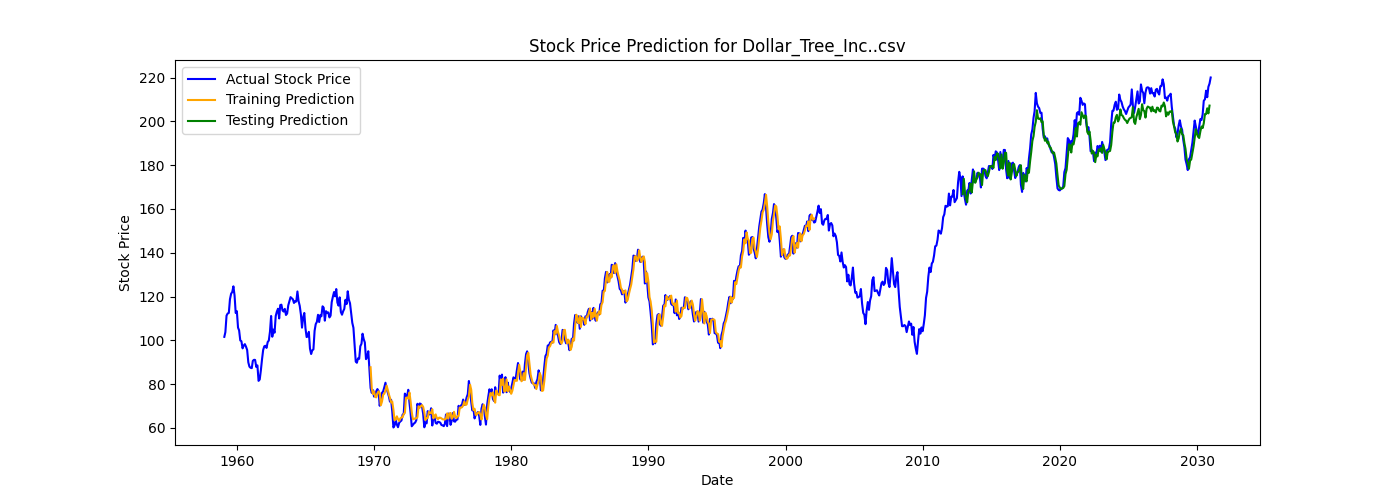 Stock Price Prediction for Dollar_Tree_Inc..csv
Actual Stock Price
Training Prediction
Testing Prediction
220
200
180
160
140
120
100
80
60
Stock Price
1960 1970 1980 1990 2000 2010 2020 2030
Date